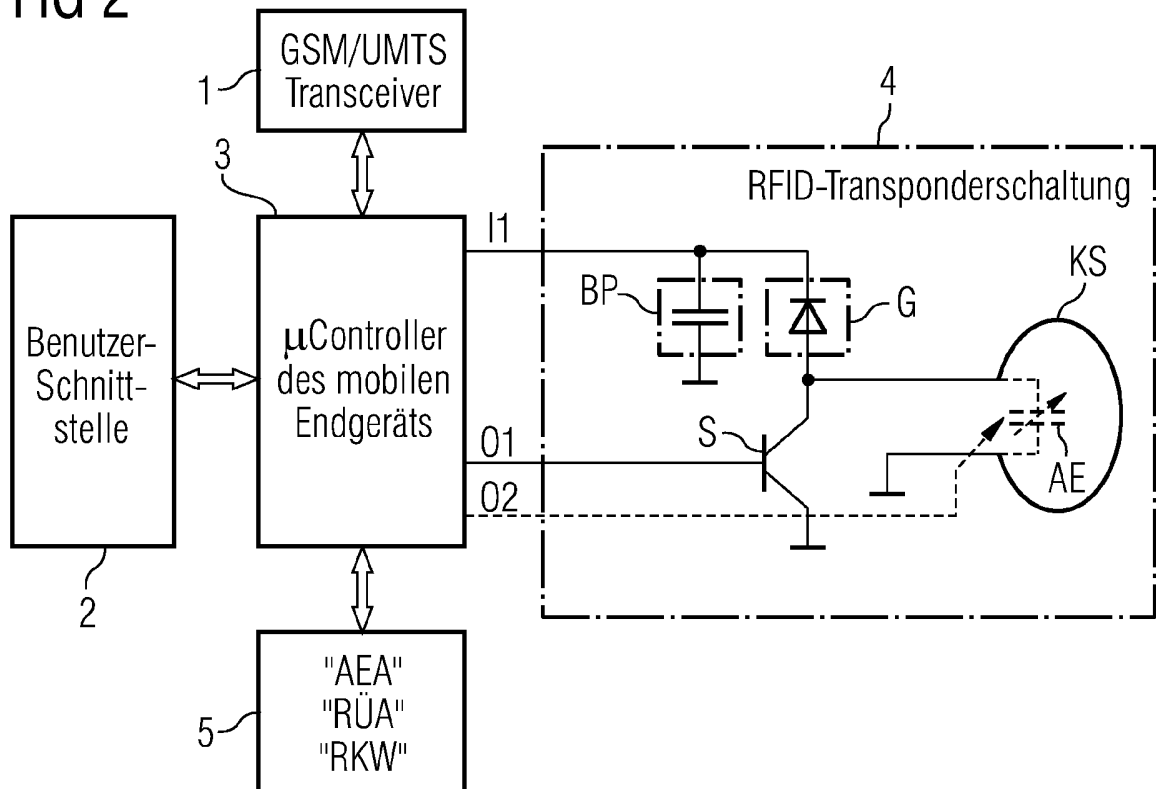 FIG 2
GSM/UMTS
Transceiver
1
3
4
RFID-Transponderschaltung
I1
KS
BP
G
Benutzer-
Schnitt-
stelle
µController
des mobilen
Endgeräts
S
O1
AE
O2
2
"AEA"
"RÜA"
"RKW"
5